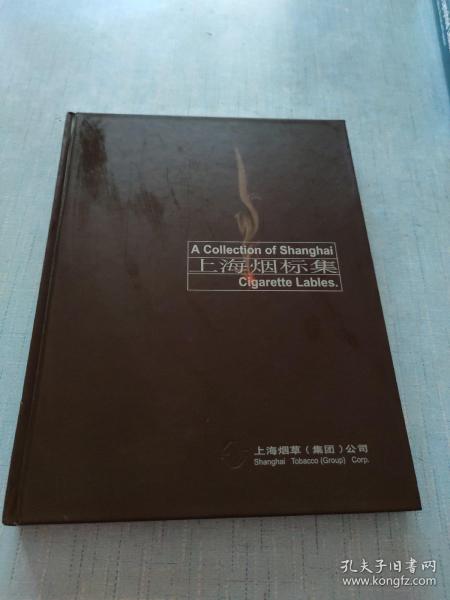 A Collection of Shanghai
上海烟标集
Cigarette Lables.
上海烟草（集团）公司
Shanghai Tobacco (Group) Corp.
孔夫子旧书网
www.kongfz.com